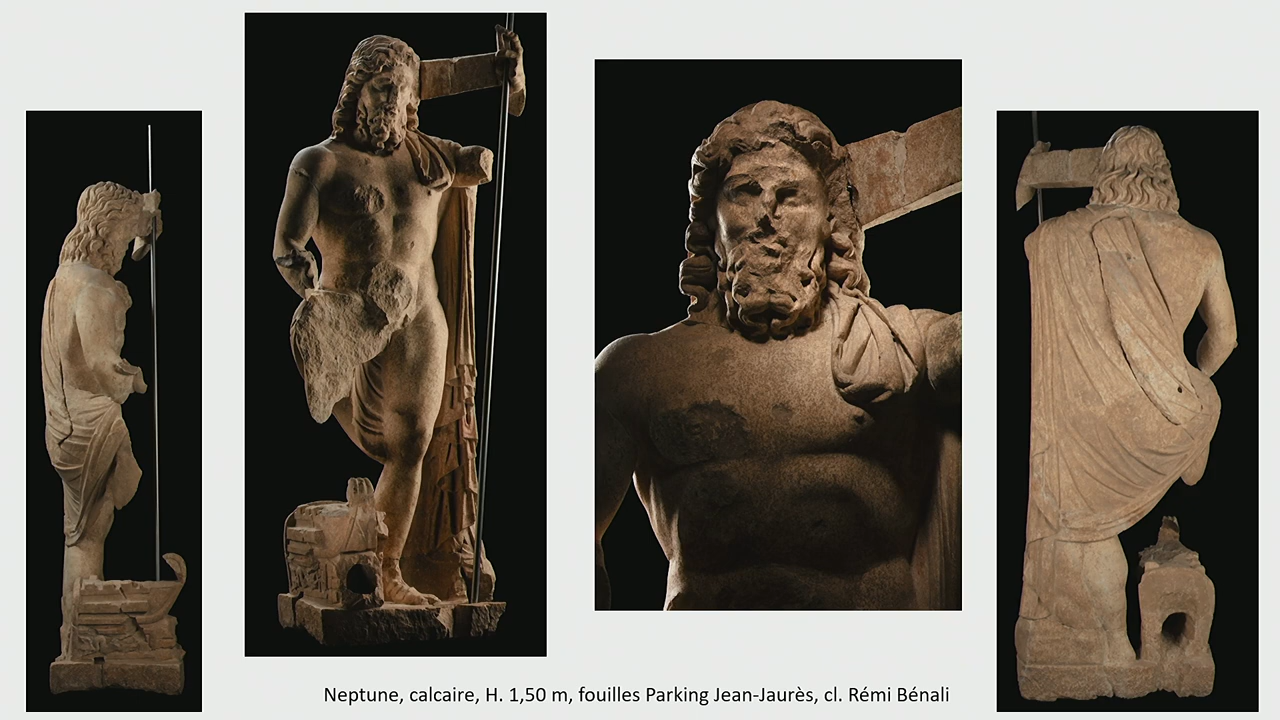 Neptune, calcaire, H. 1,50 m, fouilles Parking Jean-Jaurès, cl. Rémi Bénali